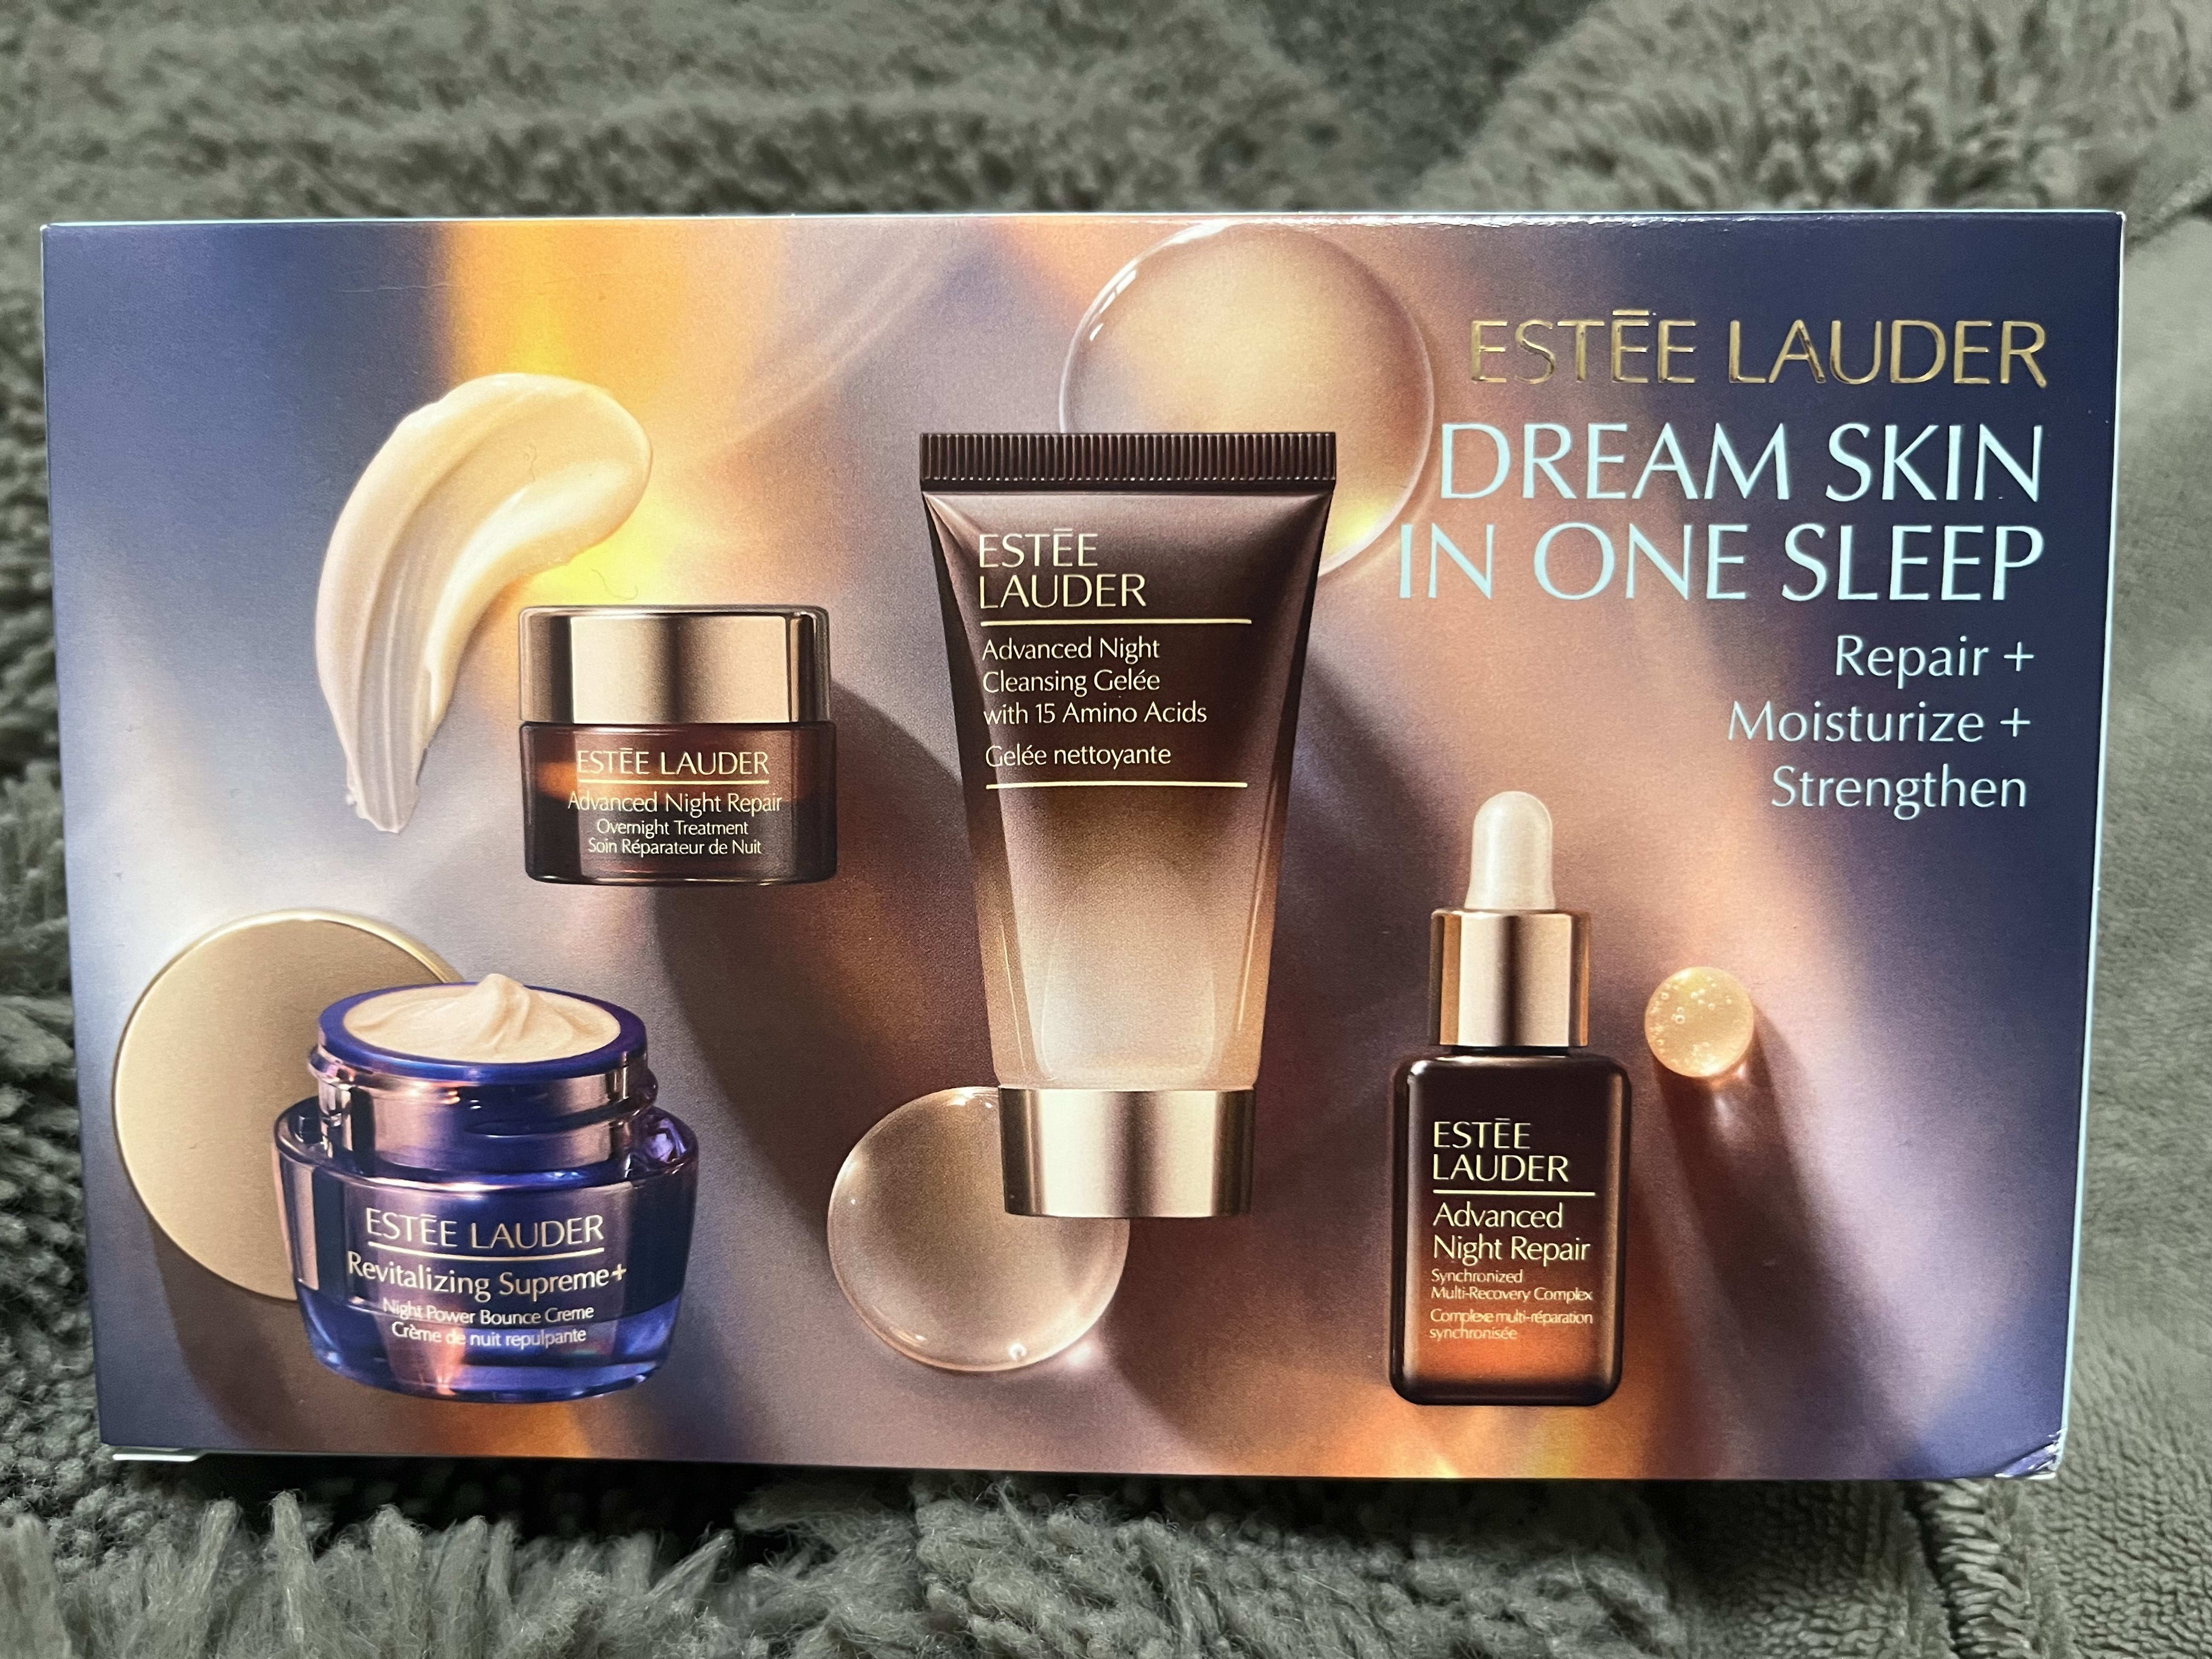 ESTĒE LAUDER
DREAM SKIN
IN ONE SLEEP
Repair +
Moisturize +
Strengthen
ESTĒE LAUDER
Advanced Night Repair
Overnight Treatment
Soin Réparateur de Nuit
ESTĒE
LAUDER
Advanced Night
Cleansing Gelée
with 15 Amino Acids
Gelée nettoyante
ESTĒE LAUDER
Revitalizing Supreme+
Night Power Bounce Creme
Crème de nuit repulpante
ESTĒE
LAUDER
Advanced
Night Repair
Synchronized
Multi-Recovery Complex
Complexe multi-réparation
synchronisée